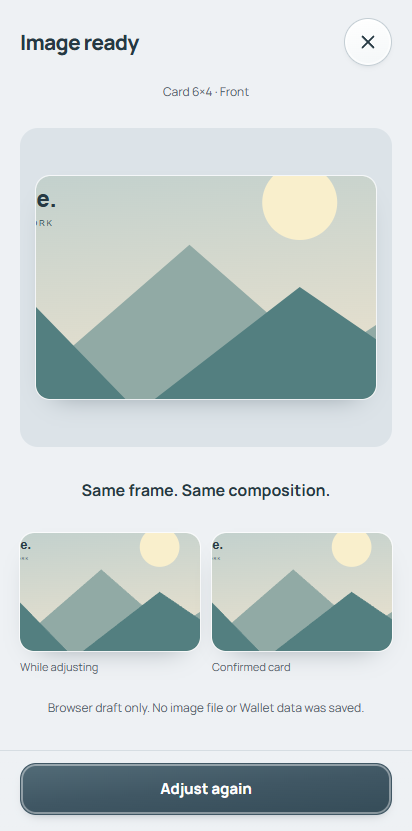 Image ready
Card 6×4 · Front
e.
ORK
Same frame. Same composition.
e.
e.
While adjusting
Confirmed card
Browser draft only. No image file or Wallet data was saved.
Adjust again